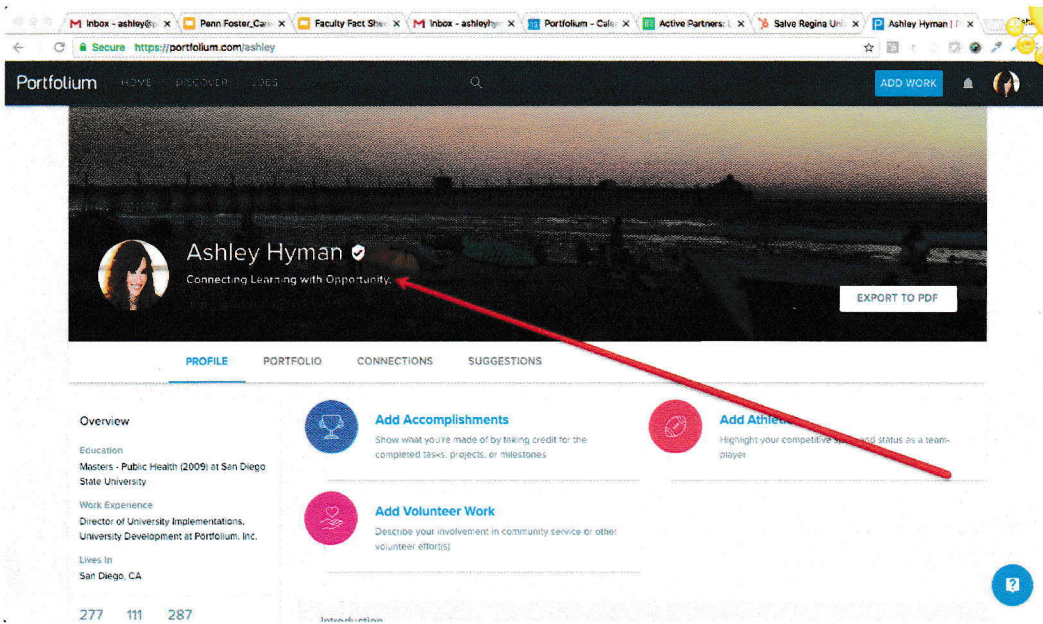 Inbox - ashley@p
Penn Foster_Care
Faculty Fact She
Inbox - ashleyhy
Portfolium - Cale
Active Partners:
Salve Regina Uni
Ashley Hyman |
Secure https://portfolium.com/ashley
Portfolium HOME DISCOVER JOBS ADD WORK
Ashley Hyman
Connecting Learning with Opportunity.
EXPORT TO PDF
PROFILE PORTFOLIO CONNECTIONS SUGGESTIONS
Overview
Education
Masters - Public Health (2009) at San Diego
State University
Work Experience
Director of University Implementations,
University Development at Portfolium, Inc.
Lives In
San Diego, CA
277 111 287
Add Accomplishments
Show what you're made of by taking credit for the
completed tasks, projects, or milestones
Add Athletic
Highlight your competitive and status as a team-
player
Add Volunteer Work
Describe your involvement in community service or other
volunteer effort(s)
Introduction